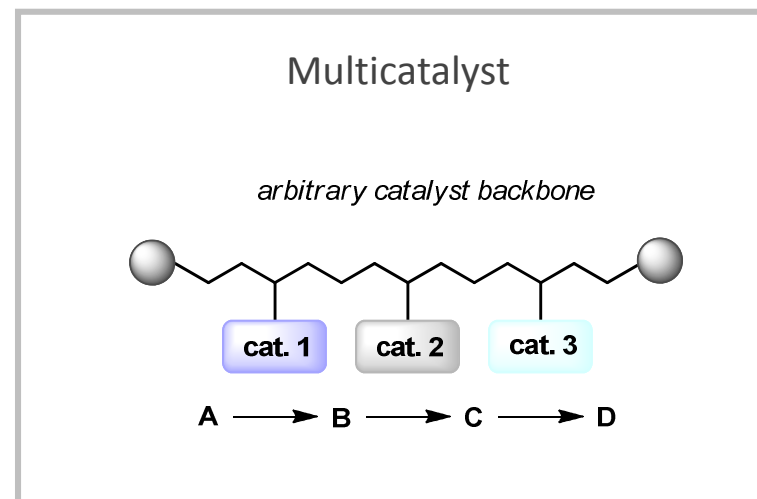 Multicatalyst
arbitrary catalyst backbone
cat. 1 cat. 2 cat. 3
A B C D